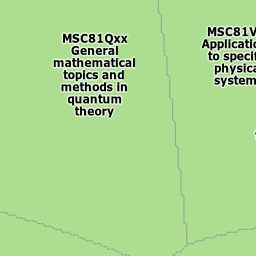 MSC81Qxx
General
mathematical
topics and
methods in
quantum
theory
MSC81V
Applicatio
to specif
physica
system